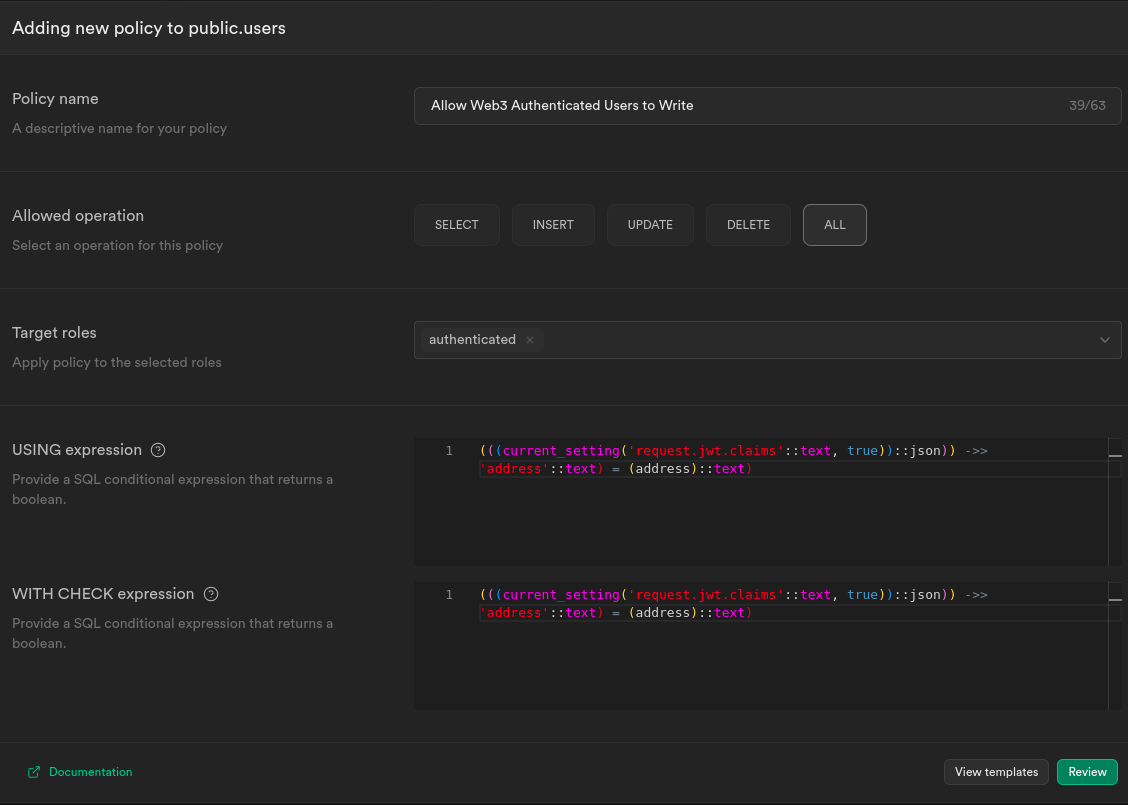 Adding new policy to public.users
Policy name
A descriptive name for your policy
Allow Web3 Authenticated Users to Write
39/63
Allowed operation
Select an operation for this policy
SELECT
INSERT
UPDATE
DELETE
ALL
Target roles
Apply policy to the selected roles
authenticated ×
USING expression
Provide a SQL conditional expression that returns a
boolean.
1 (((current_setting('request.jwt.claims'::text, true))::json)) ->>
'address'::text) = (address)::text)
WITH CHECK expression
Provide a SQL conditional expression that returns a
boolean.
1 (((current_setting('request.jwt.claims'::text, true))::json)) ->>
'address'::text) = (address)::text)
Documentation
View templates
Review